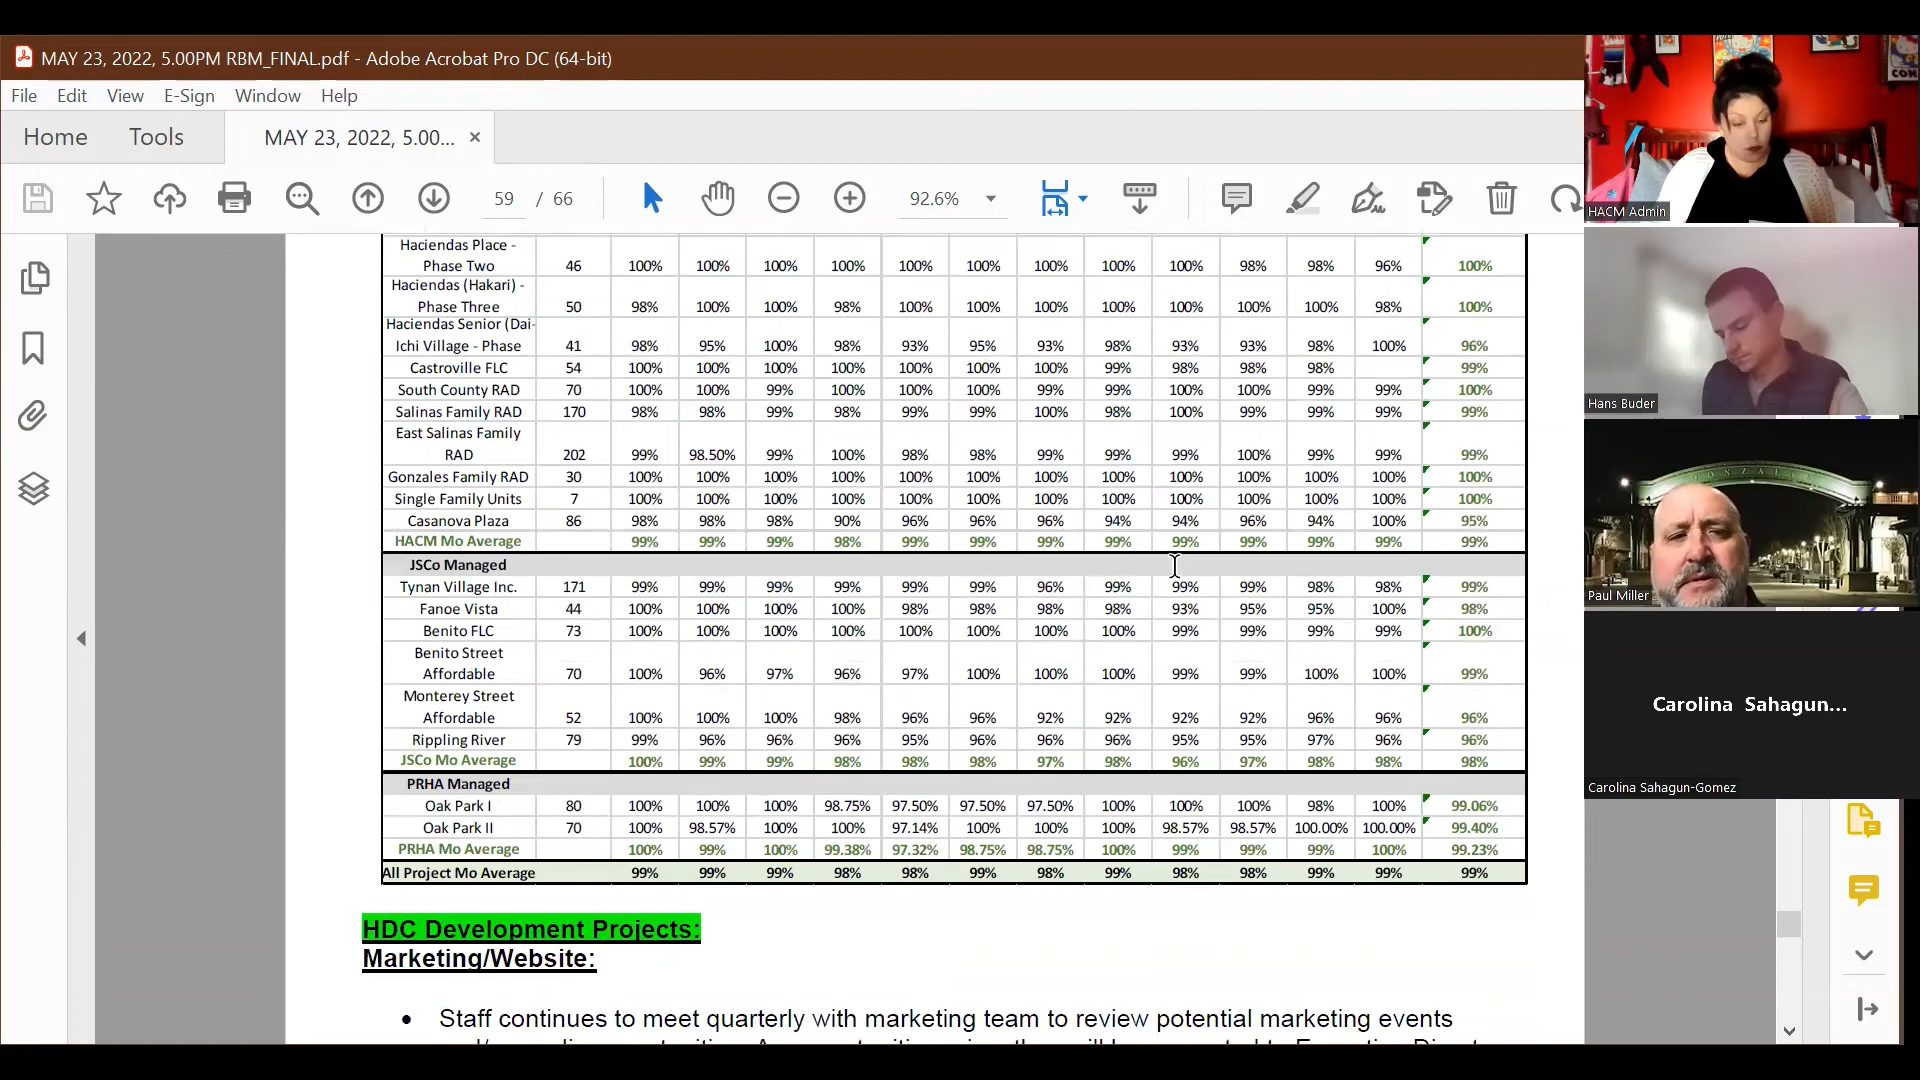 MAY 23, 2022, 5.00PM RBM_FINAL.pdf - Adobe Acrobat Pro DC (64-bit)
File Edit View E-Sign Window Help
Home Tools MAY 23, 2022, 5.00... ×
59 / 66 92.6%
Haciendas Place -
Phase Two 46 100% 100% 100% 100% 100% 100% 100% 100% 100% 98% 98% 96% 100%
Haciendas (Hakari) -
Phase Three 50 98% 100% 100% 98% 100% 100% 100% 100% 100% 100% 100% 98% 100%
Haciendas Senior (Dai-
Ichi Village - Phase 41 98% 95% 100% 98% 93% 95% 93% 98% 93% 93% 98% 100% 96%
Castroville FLC 54 100% 100% 100% 100% 100% 100% 100% 99% 98% 98% 98% 99%
South County RAD 70 100% 100% 99% 100% 100% 100% 99% 99% 100% 100% 99% 99% 100%
Salinas Family RAD 170 98% 98% 99% 98% 99% 99% 100% 98% 100% 99% 99% 99% 99%
East Salinas Family
RAD 202 99% 98.50% 99% 100% 98% 98% 99% 99% 99% 100% 99% 99% 99%
Gonzales Family RAD 30 100% 100% 100% 100% 100% 100% 100% 100% 100% 100% 100% 100% 100%
Single Family Units 7 100% 100% 100% 100% 100% 100% 100% 100% 100% 100% 100% 100% 100%
Casanova Plaza 86 98% 98% 98% 90% 96% 96% 96% 94% 94% 96% 94% 100% 95%
HACM Mo Average 99% 99% 99% 98% 99% 99% 99% 99% 99% 99% 99% 99% 99%
JSCo Managed
Tynan Village Inc. 171 99% 99% 99% 99% 99% 99% 96% 99% 99% 99% 98% 98% 99%
Fanoe Vista 44 100% 100% 100% 100% 98% 98% 98% 98% 93% 95% 95% 100% 98%
Benito FLC 73 100% 100% 100% 100% 100% 100% 100% 100% 99% 99% 99% 99% 100%
Benito Street
Affordable 70 100% 96% 97% 96% 97% 100% 100% 100% 99% 99% 100% 100% 99%
Monterey Street
Affordable 52 100% 100% 100% 98% 96% 96% 92% 92% 92% 92% 96% 96% 96%
Rippling River 79 99% 96% 96% 96% 95% 96% 96% 96% 95% 95% 97% 96% 96%
JSCo Mo Average 100% 99% 99% 98% 98% 98% 97% 98% 96% 97% 98% 98% 98%
PRHA Managed
Oak Park I 80 100% 100% 100% 98.75% 97.50% 97.50% 97.50% 100% 100% 100% 98% 100% 99.06%
Oak Park II 70 100% 98.57% 100% 100% 97.14% 100% 100% 100% 98.57% 98.57% 100.00% 100.00% 99.40%
PRHA Mo Average 100% 99% 100% 99.38% 97.32% 98.75% 98.75% 100% 99% 99% 99% 100% 99.23%
All Project Mo Average 99% 99% 99% 98% 98% 99% 98% 99% 98% 98% 99% 99% 99%
HDC Development Projects:
Marketing/Website:
• Staff continues to meet quarterly with marketing team to review potential marketing events
HACM Admin
Hans Buder
GONZAL
Paul Miller
Carolina Sahagun...
Carolina Sahagun-Gomez